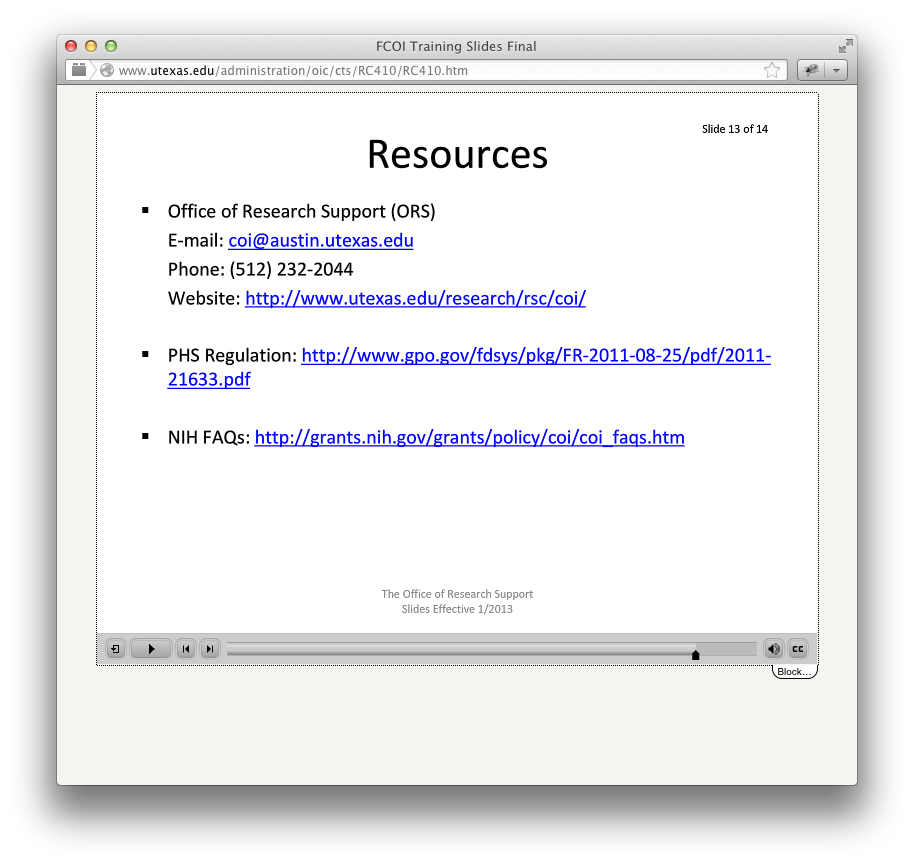 FCOI Training Slides Final
www.utexas.edu/administration/oic/cts/RC410/RC410.htm
Slide 13 of 14
Resources
▪ Office of Research Support (ORS)
E-mail: coi@austin.utexas.edu
Phone: (512) 232-2044
Website: http://www.utexas.edu/research/rsc/coi/
▪ PHS Regulation: http://www.gpo.gov/fdsys/pkg/FR-2011-08-25/pdf/2011-
21633.pdf
▪ NIH FAQs: http://grants.nih.gov/grants/policy/coi/coi_faqs.htm
The Office of Research Support
Slides Effective 1/2013
CC
Block...